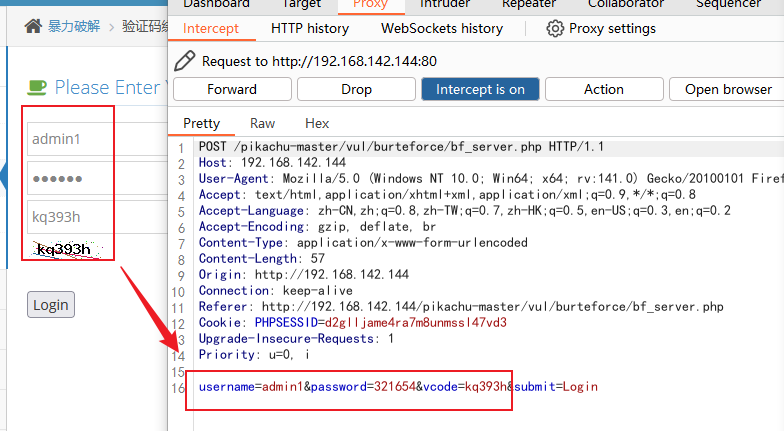 暴力破解 > 验证码绕
Please Enter
admin1
••••••
kq393h
kq393h
Login
Dashboard Target Proxy Intruder Repeater Collaborator Sequencer
Intercept HTTP history WebSockets history Proxy settings
Request to http://192.168.142.144:80
Forward Drop Intercept is on Action Open browser
Pretty Raw Hex
1 POST /pikachu-master/vul/burteforce/bf_server.php HTTP/1.1
2 Host: 192.168.142.144
3 User-Agent: Mozilla/5.0 (Windows NT 10.0; Win64; x64; rv:141.0) Gecko/20100101 Firef
4 Accept: text/html,application/xhtml+xml,application/xml;q=0.9,*/*;q=0.8
5 Accept-Language: zh-CN,zh;q=0.8,zh-TW;q=0.7,zh-HK;q=0.5,en-US;q=0.3,en;q=0.2
6 Accept-Encoding: gzip, deflate, br
7 Content-Type: application/x-www-form-urlencoded
8 Content-Length: 57
9 Origin: http://192.168.142.144
10 Connection: keep-alive
11 Referer: http://192.168.142.144/pikachu-master/vul/burteforce/bf_server.php
12 Cookie: PHPSESSID=d2glljame4ra7m8unmssl47vd3
13 Upgrade-Insecure-Requests: 1
14 Priority: u=0, i
15
16 username=admin1&password=321654&vcode=kq393h&submit=Login